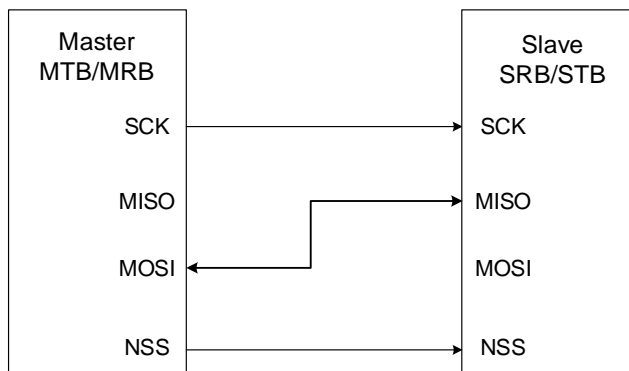 Master
MTB/MRB
SCK
MISO
MOSI
NSS
Slave
SRB/STB
SCK
MISO
MOSI
NSS